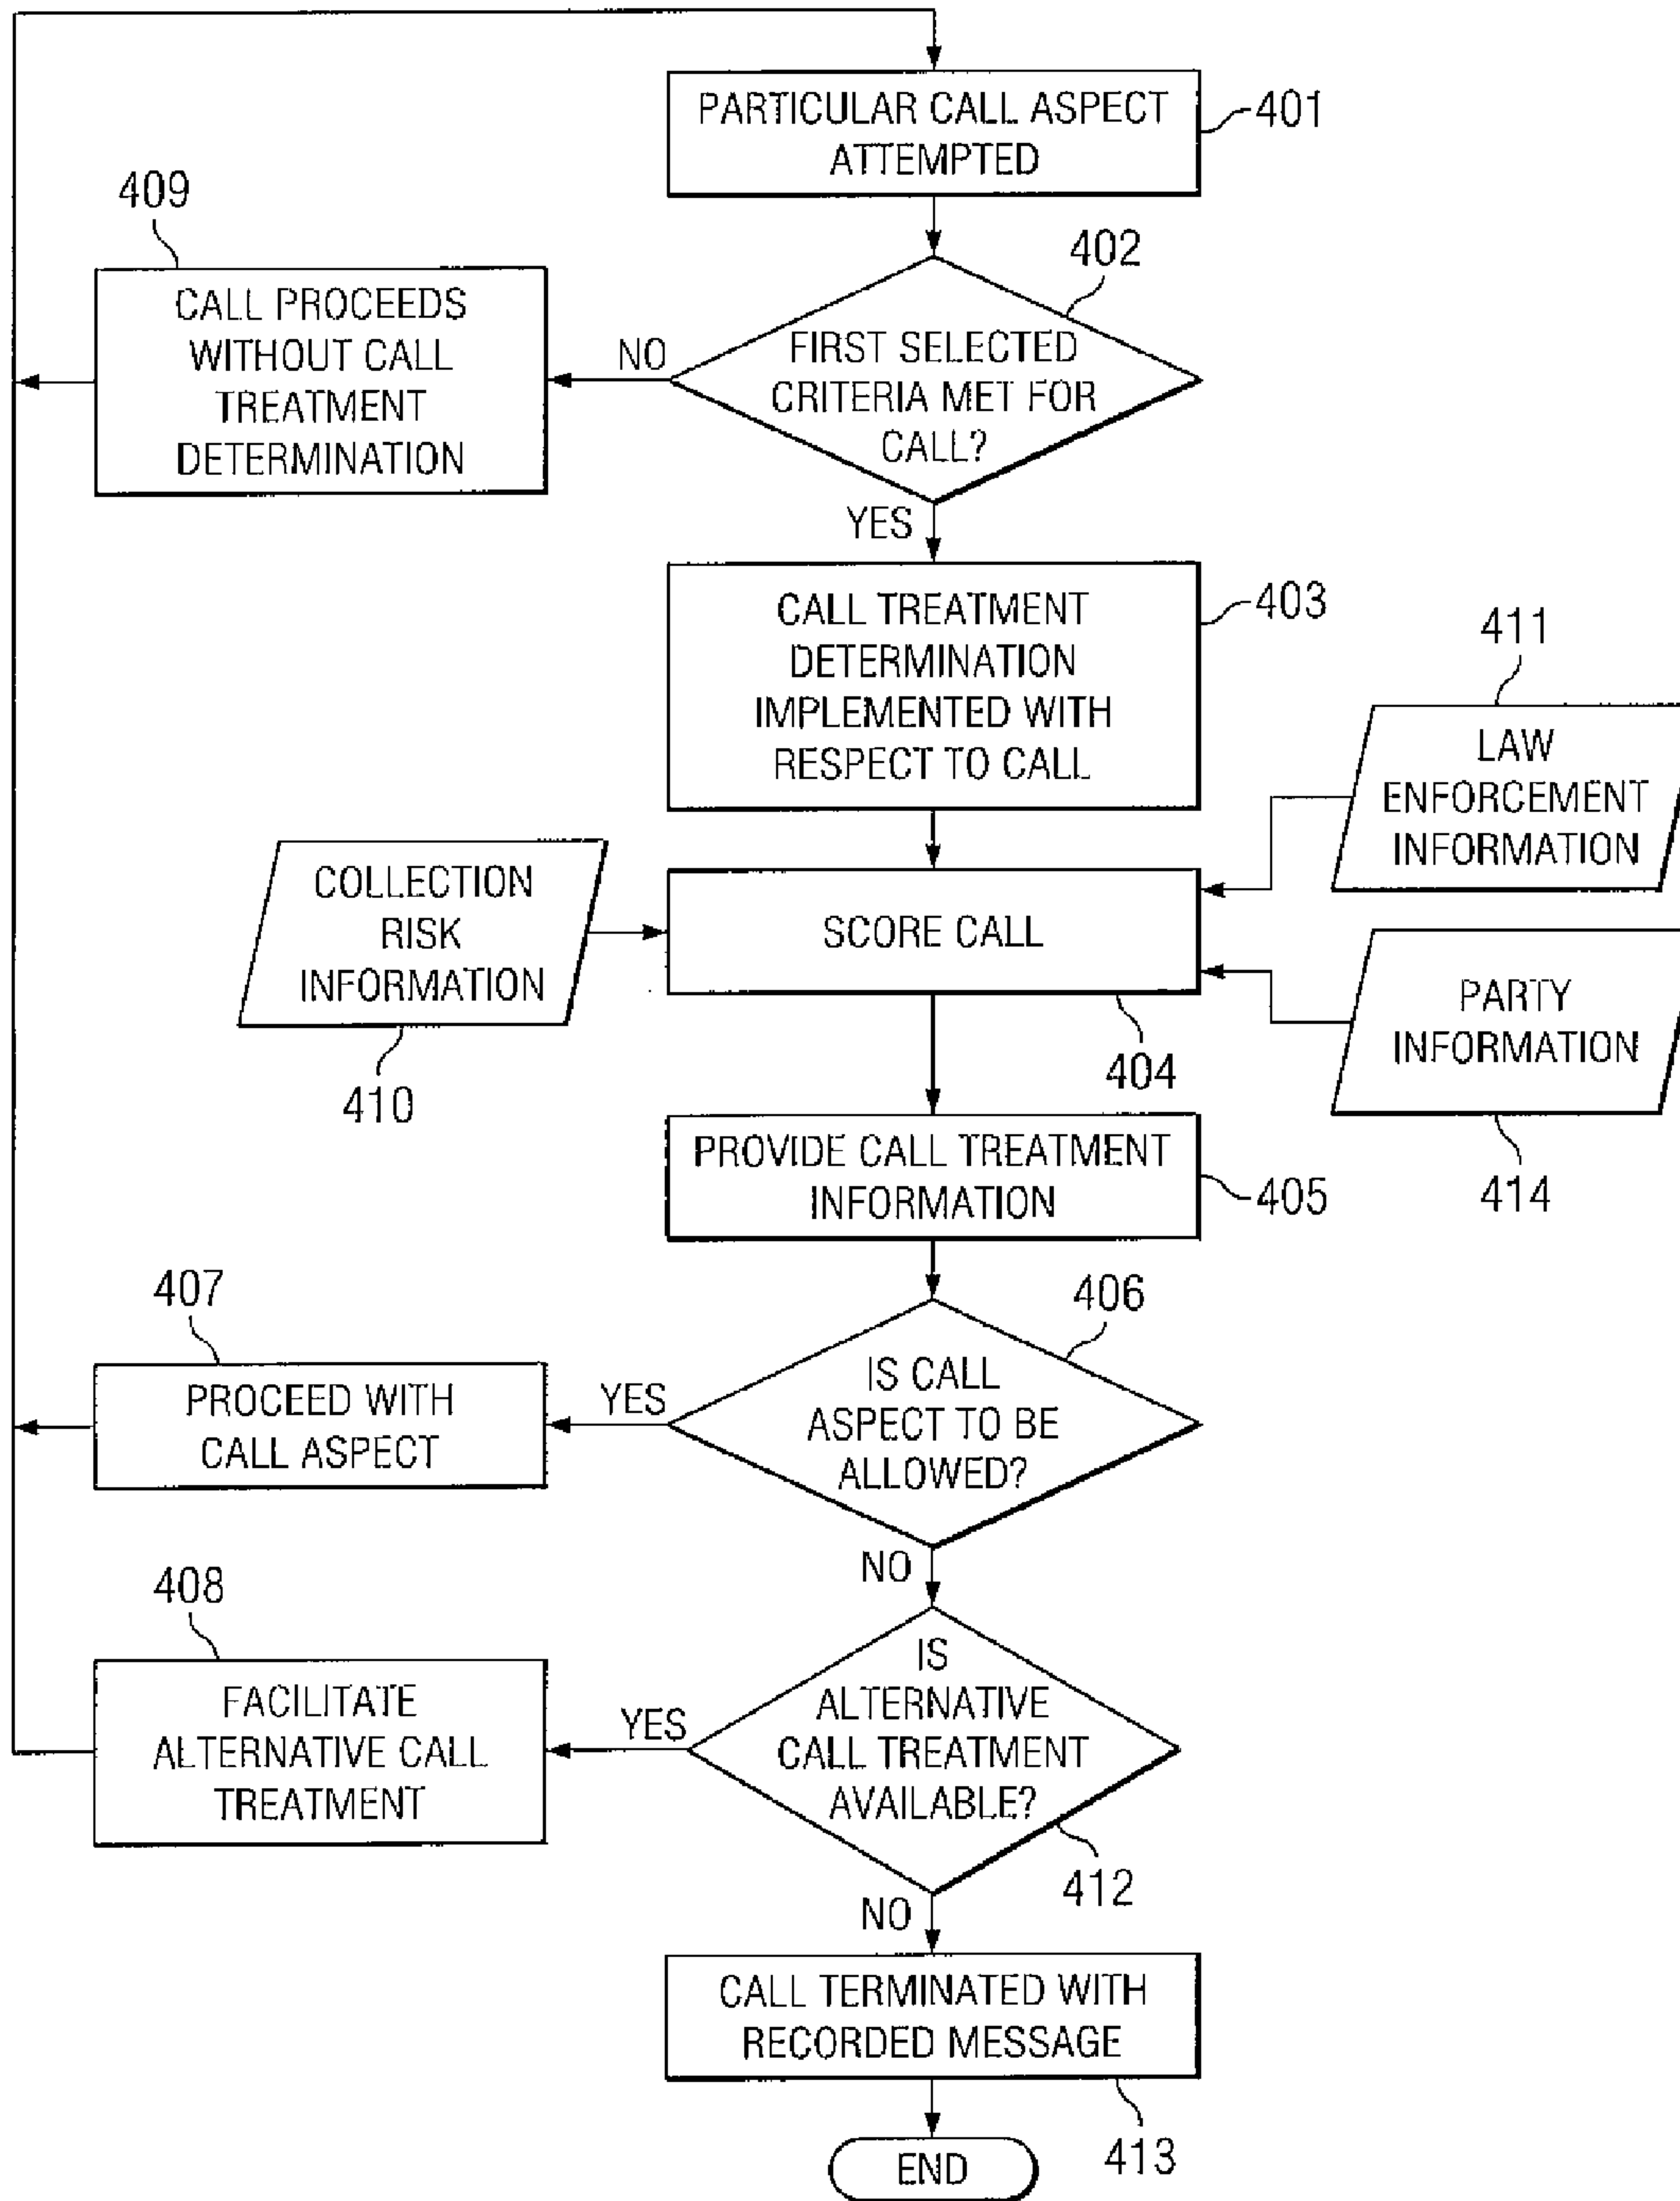 PARTICULAR CALL ASPECT
ATTEMPTED
401
409
CALL PROCEEDS
WITHOUT CALL
TREATMENT
DETERMINATION
NO
402
FIRST SELECTED
CRITERIA MET FOR
CALL?
YES
CALL TREATMENT
DETERMINATION
IMPLEMENTED WITH
RESPECT TO CALL
403
411
LAW
ENFORCEMENT
INFORMATION
COLLECTION
RISK
INFORMATION
410
SCORE CALL
404
PARTY
INFORMATION
414
PROVIDE CALL TREATMENT
INFORMATION
405
407
PROCEED WITH
CALL ASPECT
YES
406
IS CALL
ASPECT TO BE
ALLOWED?
NO
408
FACILITATE
ALTERNATIVE CALL
TREATMENT
YES
IS
ALTERNATIVE
CALL TREATMENT
AVAILABLE?
412
NO
CALL TERMINATED WITH
RECORDED MESSAGE
413
END